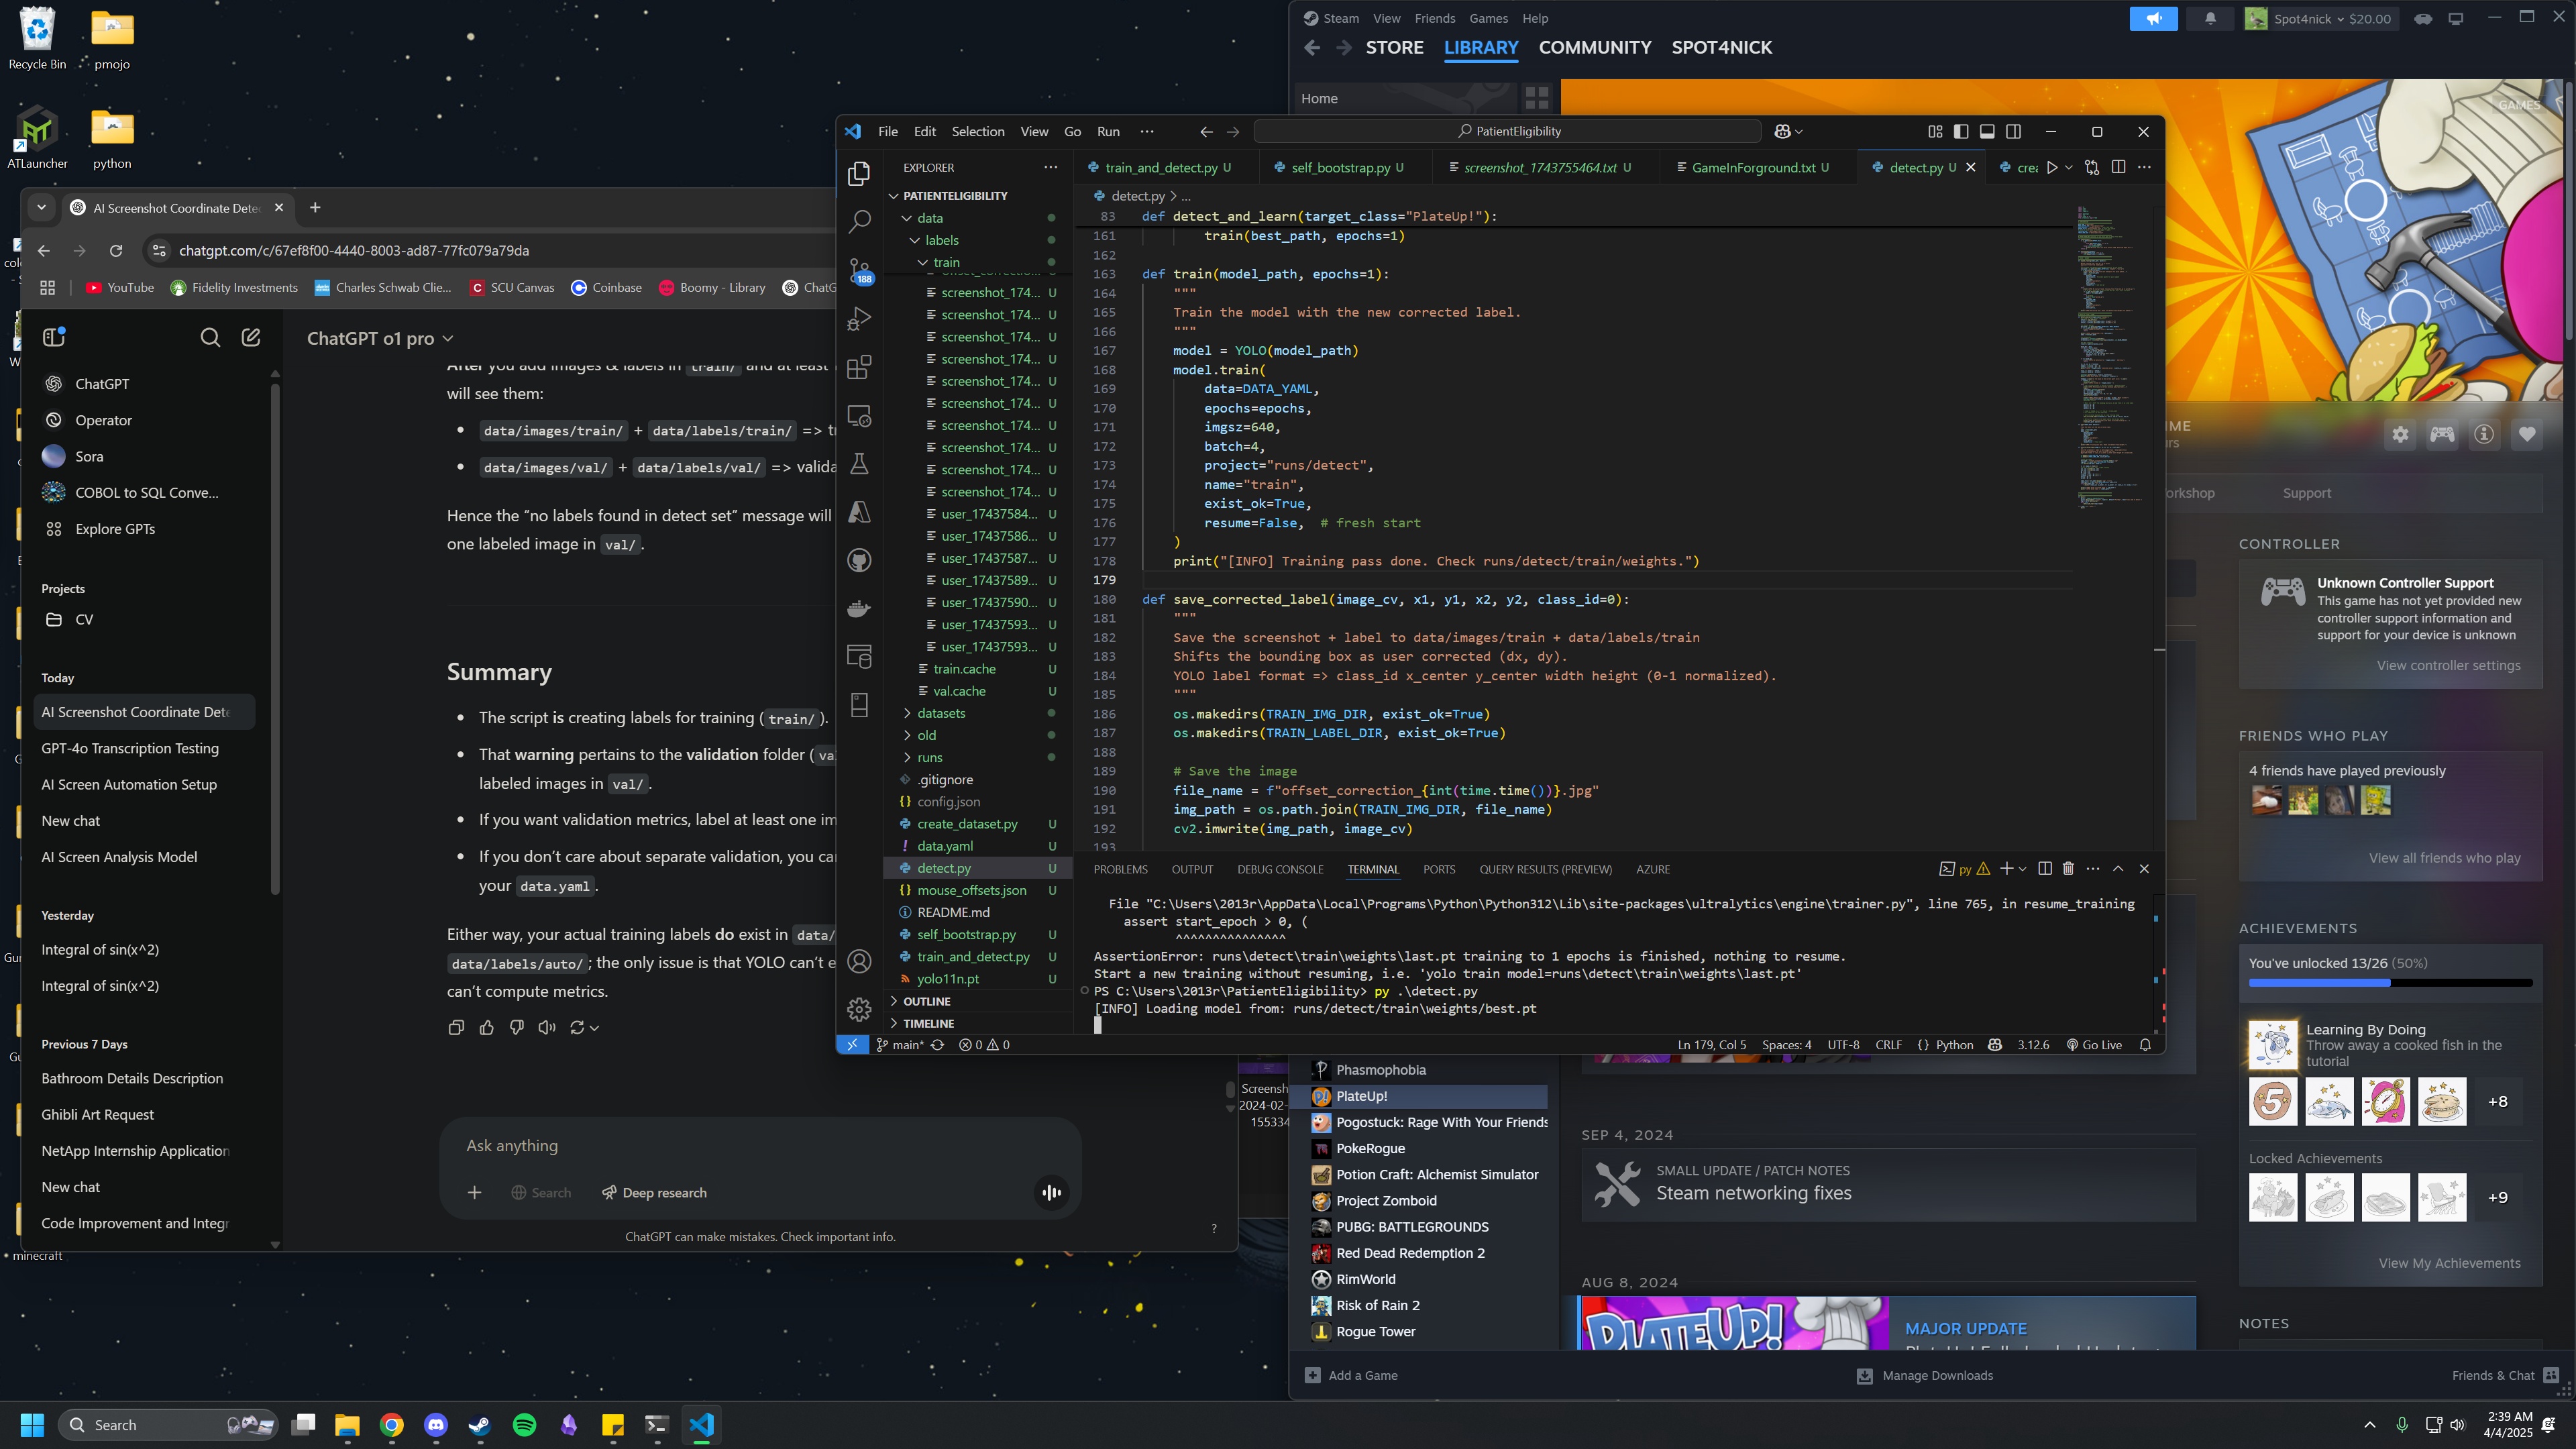 Recycle Bin
pmojo
ATLauncher
python
minecraft
AI Screenshot Coordinate Dete
chatgpt.com/c/67ef8f00-4440-8003-ad87-77fc079a79da
YouTube
Fidelity Investments
Charles Schwab Clie...
SCU Canvas
Coinbase
Boomy - Library
ChatG
ChatGPT
Operator
Sora
COBOL to SQL Conve...
Explore GPTs
Projects
CV
Today
AI Screenshot Coordinate Dete
GPT-4o Transcription Testing
AI Screen Automation Setup
New chat
AI Screen Analysis Model
Yesterday
Integral of sin(x^2)
Integral of sin(x^2)
Previous 7 Days
Bathroom Details Description
Ghibli Art Request
NetApp Internship Application
New chat
Code Improvement and Integr
ChatGPT o1 pro
After you add images & labels in train/ and at least
will see them:
data/images/train/ + data/labels/train/ => tr
data/images/val/ + data/labels/val/ => valida
Hence the “no labels found in detect set” message will
one labeled image in val/.
Summary
The script is creating labels for training (train/).
That warning pertains to the validation folder (va
labeled images in val/.
If you want validation metrics, label at least one im
If you don’t care about separate validation, you ca
your data.yaml.
Either way, your actual training labels do exist in data/
data/labels/auto/; the only issue is that YOLO can’t e
can’t compute metrics.
Ask anything
Search
Deep research
ChatGPT can make mistakes. Check important info.
?
Screensh
2024-02-
155334
File Edit Selection View Go Run ...
PatientEligibility
EXPLORER
PATIENTELIGIBILITY
data
labels
train
screenshot_174... U
screenshot_174... U
screenshot_174... U
screenshot_174... U
screenshot_174... U
screenshot_174... U
screenshot_174... U
screenshot_174... U
screenshot_174... U
screenshot_174... U
user_17437584... U
user_17437586... U
user_17437587... U
user_17437589... U
user_17437590... U
user_17437593... U
user_17437593... U
train.cache U
val.cache U
datasets
old
runs
.gitignore
config.json
create_dataset.py U
data.yaml U
detect.py U
mouse_offsets.json U
README.md
self_bootstrap.py U
train_and_detect.py U
yolo11n.pt U
OUTLINE
TIMELINE
188
train_and_detect.py U
self_bootstrap.py U
screenshot_1743755464.txt U
GameInForground.txt U
detect.py U
crea
detect.py > ...
83 def detect_and_learn(target_class="PlateUp!"):
161 train(best_path, epochs=1)
162
163 def train(model_path, epochs=1):
164 """
165 Train the model with the new corrected label.
166 """
167 model = YOLO(model_path)
168 model.train(
169 data=DATA_YAML,
170 epochs=epochs,
171 imgsz=640,
172 batch=4,
173 project="runs/detect",
174 name="train",
175 exist_ok=True,
176 resume=False, # fresh start
177 )
178 print("[INFO] Training pass done. Check runs/detect/train/weights.")
179
180 def save_corrected_label(image_cv, x1, y1, x2, y2, class_id=0):
181 """
182 Save the screenshot + label to data/images/train + data/labels/train
183 Shifts the bounding box as user corrected (dx, dy).
184 YOLO label format => class_id x_center y_center width height (0-1 normalized).
185 """
186 os.makedirs(TRAIN_IMG_DIR, exist_ok=True)
187 os.makedirs(TRAIN_LABEL_DIR, exist_ok=True)
188
189 # Save the image
190 file_name = f"offset_correction_{int(time.time())}.jpg"
191 img_path = os.path.join(TRAIN_IMG_DIR, file_name)
192 cv2.imwrite(img_path, image_cv)
193
PROBLEMS OUTPUT DEBUG CONSOLE TERMINAL PORTS QUERY RESULTS (PREVIEW) AZURE
py
File "C:\Users\2013r\AppData\Local\Programs\Python\Python312\Lib\site-packages\ultralytics\engine\trainer.py", line 765, in resume_training
assert start_epoch > 0, (
^^^^^^^^^^^^^^^
AssertionError: runs\detect\train\weights\last.pt training to 1 epochs is finished, nothing to resume.
Start a new training without resuming, i.e. 'yolo train model=runs\detect\train\weights\last.pt'
PS C:\Users\2013r\PatientEligibility> py .\detect.py
[INFO] Loading model from: runs/detect/train\weights/best.pt
main* 0 0
Ln 179, Col 5 Spaces: 4 UTF-8 CRLF {} Python 3.12.6 Go Live
Steam View Friends Games Help
Spot4nick $20.00
STORE LIBRARY COMMUNITY SPOT4NICK
Home
GAMES
orkshop
Support
CONTROLLER
Unknown Controller Support
This game has not yet provided new
controller support information and
support for your device is unknown
View controller settings
FRIENDS WHO PLAY
4 friends have played previously
View all friends who play
ACHIEVEMENTS
You've unlocked 13/26 (50%)
Learning By Doing
Throw away a cooked fish in the
tutorial
5
+8
Locked Achievements
+9
View My Achievements
NOTES
Phasmophobia
PlateUp!
Pogostuck: Rage With Your Friends
PokeRogue
Potion Craft: Alchemist Simulator
Project Zomboid
PUBG: BATTLEGROUNDS
Red Dead Redemption 2
RimWorld
Risk of Rain 2
Rogue Tower
SEP 4, 2024
SMALL UPDATE / PATCH NOTES
Steam networking fixes
AUG 8, 2024
PLATEUP!
MAJOR UPDATE
Add a Game
Manage Downloads
Friends & Chat
Search
2:39 AM
4/4/2025